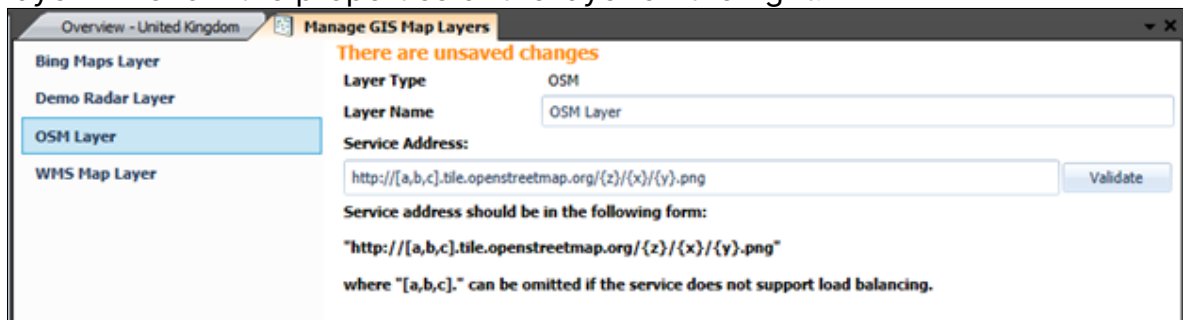 Overview - United Kingdom
Manage GIS Map Layers
Bing Maps Layer
Demo Radar Layer
OSM Layer
WMS Map Layer
There are unsaved changes
Layer Type OSM
Layer Name OSM Layer
Service Address:
http://[a,b,c].tile.openstreetmap.org/{z}/{x}/{y}.png Validate
Service address should be in the following form:
"http://[a,b,c].tile.openstreetmap.org/{z}/{x}/{y}.png"
where "[a,b,c]." can be omitted if the service does not support load balancing.